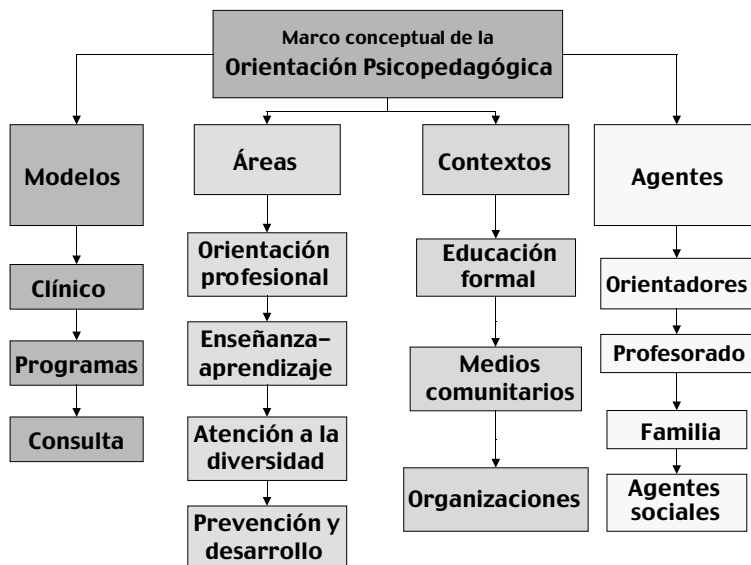 Marco conceptual de la
Orientación Psicopedagógica
Modelos
Clínico
Programas
Consulta
Áreas
Orientación
profesional
Enseñanza-
aprendizaje
Atención a la
diversidad
Prevención y
desarrollo
Contextos
Educación
formal
Medios
comunitarios
Organizaciones
Agentes
Orientadores
Profesorado
Familia
Agentes
sociales